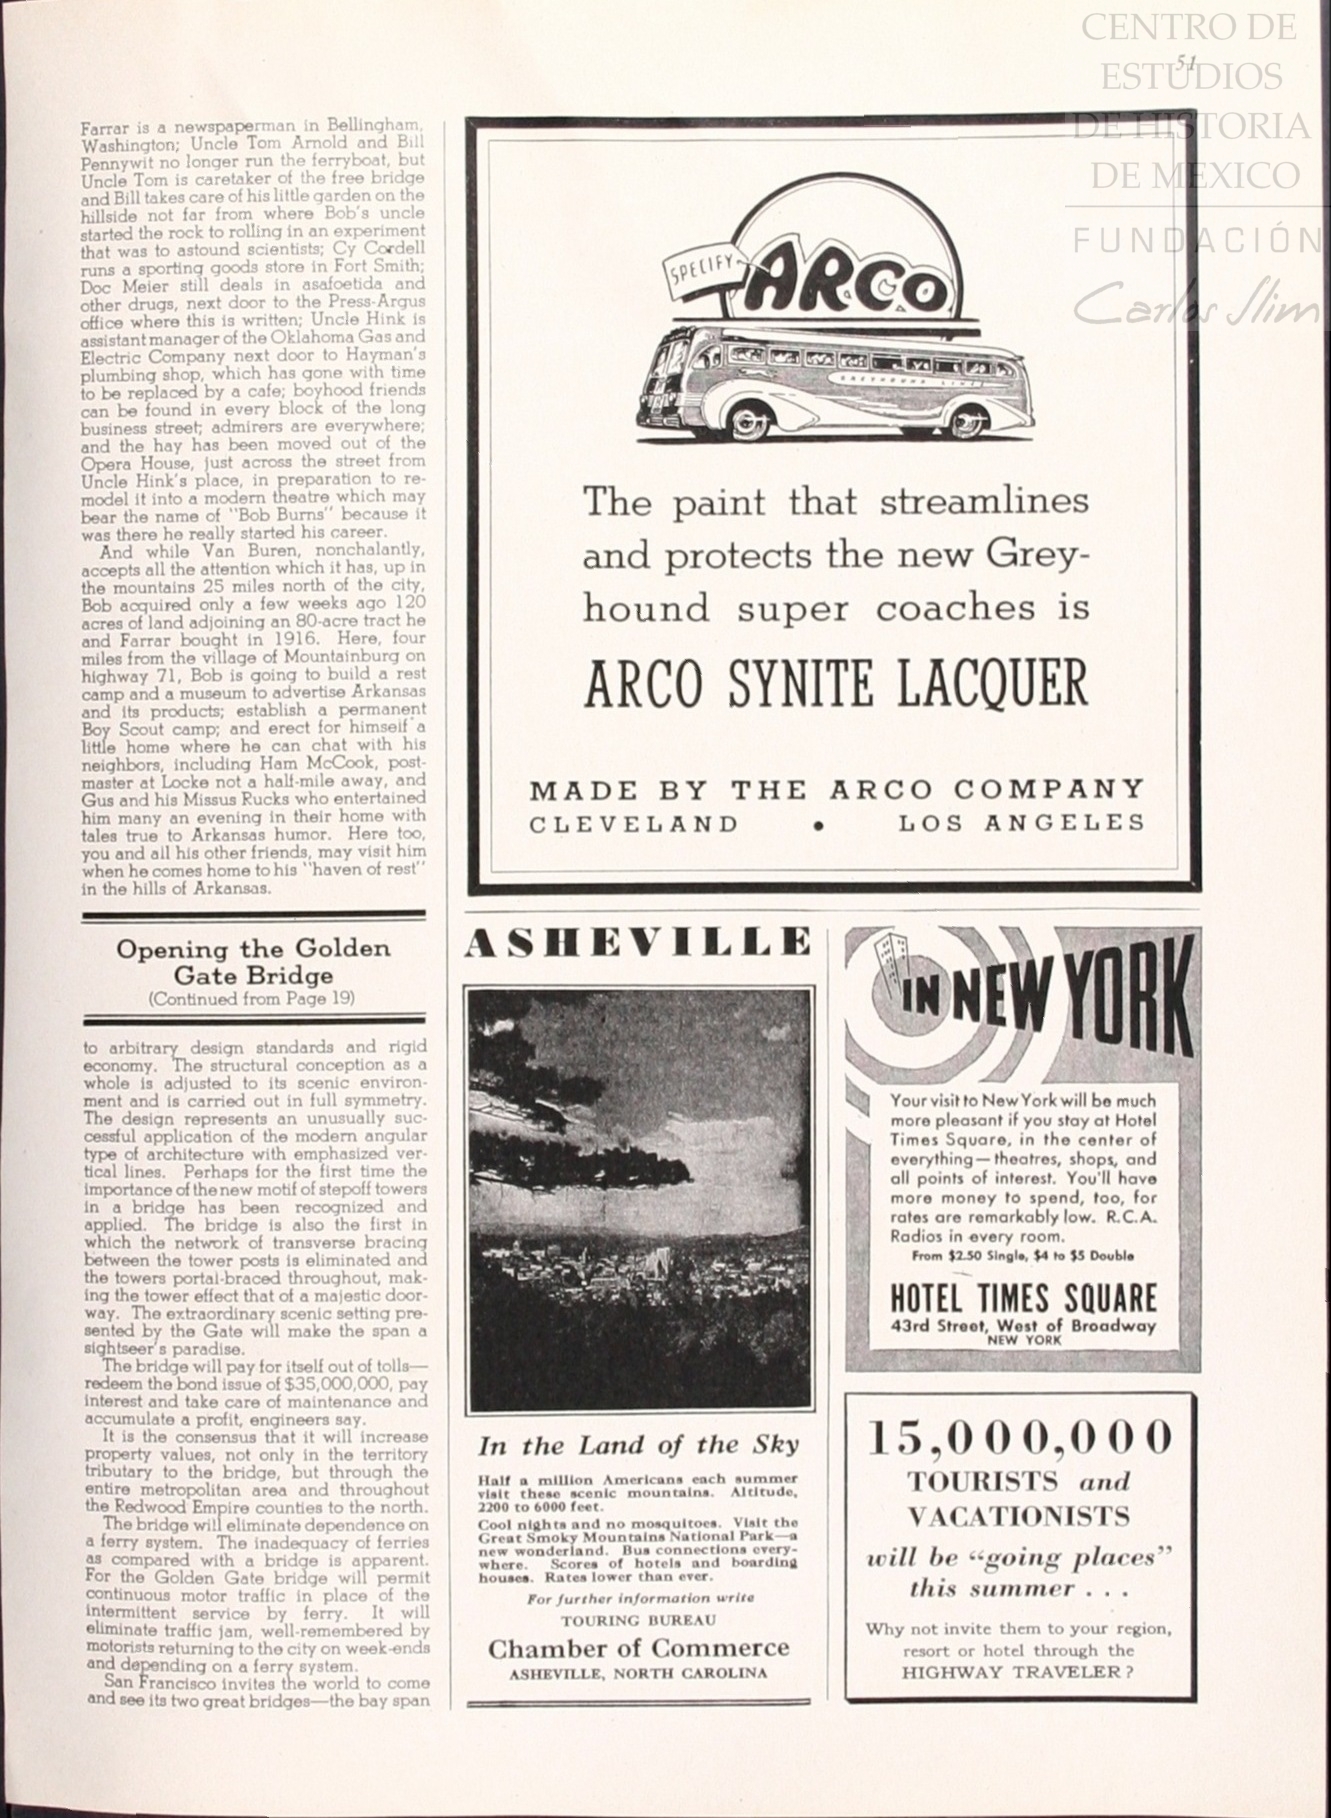 CENTRO DE
ESTUDIOS
DE HISTORIA
DE MEXICO
FUNDACIÓN
Carlos Slim
51
Farrar is a newspaperman in Bellingham,
Washington; Uncle Tom Arnold and Bill
Pennywit no longer run the ferryboat, but
Uncle Tom is caretaker of the free bridge
and Bill takes care of his little garden on the
hillside not far from where Bob's uncle
started the rock to rolling in an experiment
that was to astound scientists; Cy Cordell
runs a sporting goods store in Fort Smith;
Doc Meier still deals in asafoetida and
other drugs, next door to the Press-Argus
office where this is written; Uncle Hink is
assistant manager of the Oklahoma Gas and
Electric Company next door to Hayman's
plumbing shop, which has gone with time
to be replaced by a cafe; boyhood friends
can be found in every block of the long
business street; admirers are everywhere;
and the hay has been moved out of the
Opera House, just across the street from
Uncle Hink's place, in preparation to re-
model it into a modern theatre which may
bear the name of "Bob Burns" because it
was there he really started his career.
And while Van Buren, nonchalantly,
accepts all the attention which it has, up in
the mountains 25 miles north of the city,
Bob acquired only a few weeks ago 120
acres of land adjoining an 80-acre tract he
and Farrar bought in 1916. Here, four
miles from the village of Mountainburg on
highway 71, Bob is going to build a rest
camp and a museum to advertise Arkansas
and its products; establish a permanent
Boy Scout camp; and erect for himself a
little home where he can chat with his
neighbors, including Ham McCook, post-
master at Locke not a half-mile away, and
Gus and his Missus Rucks who entertained
him many an evening in their home with
tales true to Arkansas humor. Here too,
you and all his other friends, may visit him
when he comes home to his "haven of rest"
in the hills of Arkansas.
Opening the Golden
Gate Bridge
(Continued from Page 19)
to arbitrary design standards and rigid
economy. The structural conception as a
whole is adjusted to its scenic environ-
ment and is carried out in full symmetry.
The design represents an unusually suc-
cessful application of the modern angular
type of architecture with emphasized ver-
tical lines. Perhaps for the first time the
importance of the new motif of stepoff towers
in a bridge has been recognized and
applied. The bridge is also the first in
which the network of transverse bracing
between the tower posts is eliminated and
the towers portal-braced throughout, mak-
ing the tower effect that of a majestic door-
way. The extraordinary scenic setting pre-
sented by the Gate will make the span a
sightseer's paradise.
The bridge will pay for itself out of tolls—
redeem the bond issue of $35,000,000, pay
interest and take care of maintenance and
accumulate a profit, engineers say.
It is the consensus that it will increase
property values, not only in the territory
tributary to the bridge, but through the
entire metropolitan area and throughout
the Redwood Empire counties to the north.
The bridge will eliminate dependence on
a ferry system. The inadequacy of ferries
as compared with a bridge is apparent.
For the Golden Gate bridge will permit
continuous motor traffic in place of the
intermittent service by ferry. It will
eliminate traffic jam, well-remembered by
motorists returning to the city on week-ends
and depending on a ferry system.
San Francisco invites the world to come
and see its two great bridges—the bay span
SPECIFY
ARCO
GREYHOUND LINES
The paint that streamlines
and protects the new Grey-
hound super coaches is
ARCO SYNITE LACQUER
MADE BY THE ARCO COMPANY
CLEVELAND • LOS ANGELES
ASHEVILLE
In the Land of the Sky
Half a million Americans each summer
visit these scenic mountains. Altitude,
2200 to 6000 feet.
Cool nights and no mosquitoes. Visit the
Great Smoky Mountains National Park—a
new wonderland. Bus connections every-
where. Scores of hotels and boarding
houses. Rates lower than ever.
For further information write
TOURING BUREAU
Chamber of Commerce
ASHEVILLE, NORTH CAROLINA
IN NEW YORK
Your visit to New York will be much
more pleasant if you stay at Hotel
Times Square, in the center of
everything—theatres, shops, and
all points of interest. You'll have
more money to spend, too, for
rates are remarkably low. R.C.A.
Radios in every room.
From $2.50 Single, $4 to $5 Double
HOTEL TIMES SQUARE
43rd Street, West of Broadway
NEW YORK
15,000,000
TOURISTS and
VACATIONISTS
will be "going places"
this summer . . .
Why not invite them to your region,
resort or hotel through the
HIGHWAY TRAVELER?